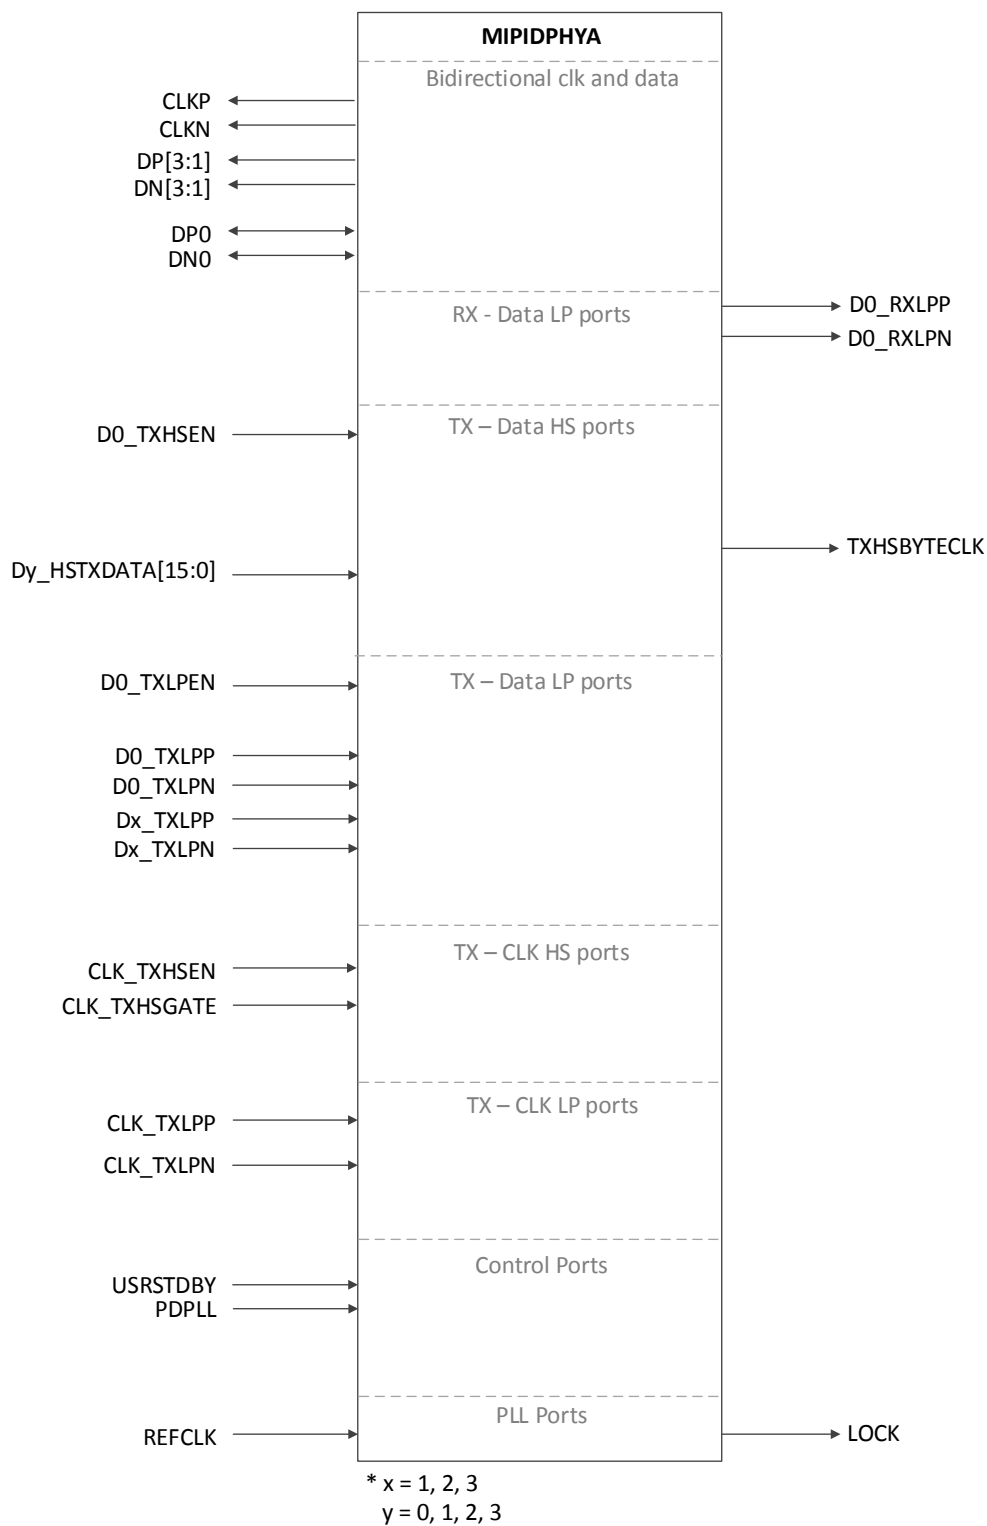 MIPIDPHYA
Bidirectional clk and data
CLKP
CLKN
DP[3:1]
DN[3:1]
DP0
DN0
RX - Data LP ports
D0_RXLPP
D0_RXLPN
TX – Data HS ports
D0_TXHSEN
TXHSBYTECLK
Dy_HSTXDATA[15:0]
TX – Data LP ports
D0_TXLPEN
D0_TXLPP
D0_TXLPN
Dx_TXLPP
Dx_TXLPN
TX – CLK HS ports
CLK_TXHSEN
CLK_TXHSGATE
TX – CLK LP ports
CLK_TXLPP
CLK_TXLPN
Control Ports
USRSTDBY
PDPLL
PLL Ports
REFCLK
LOCK
* x = 1, 2, 3
y = 0, 1, 2, 3